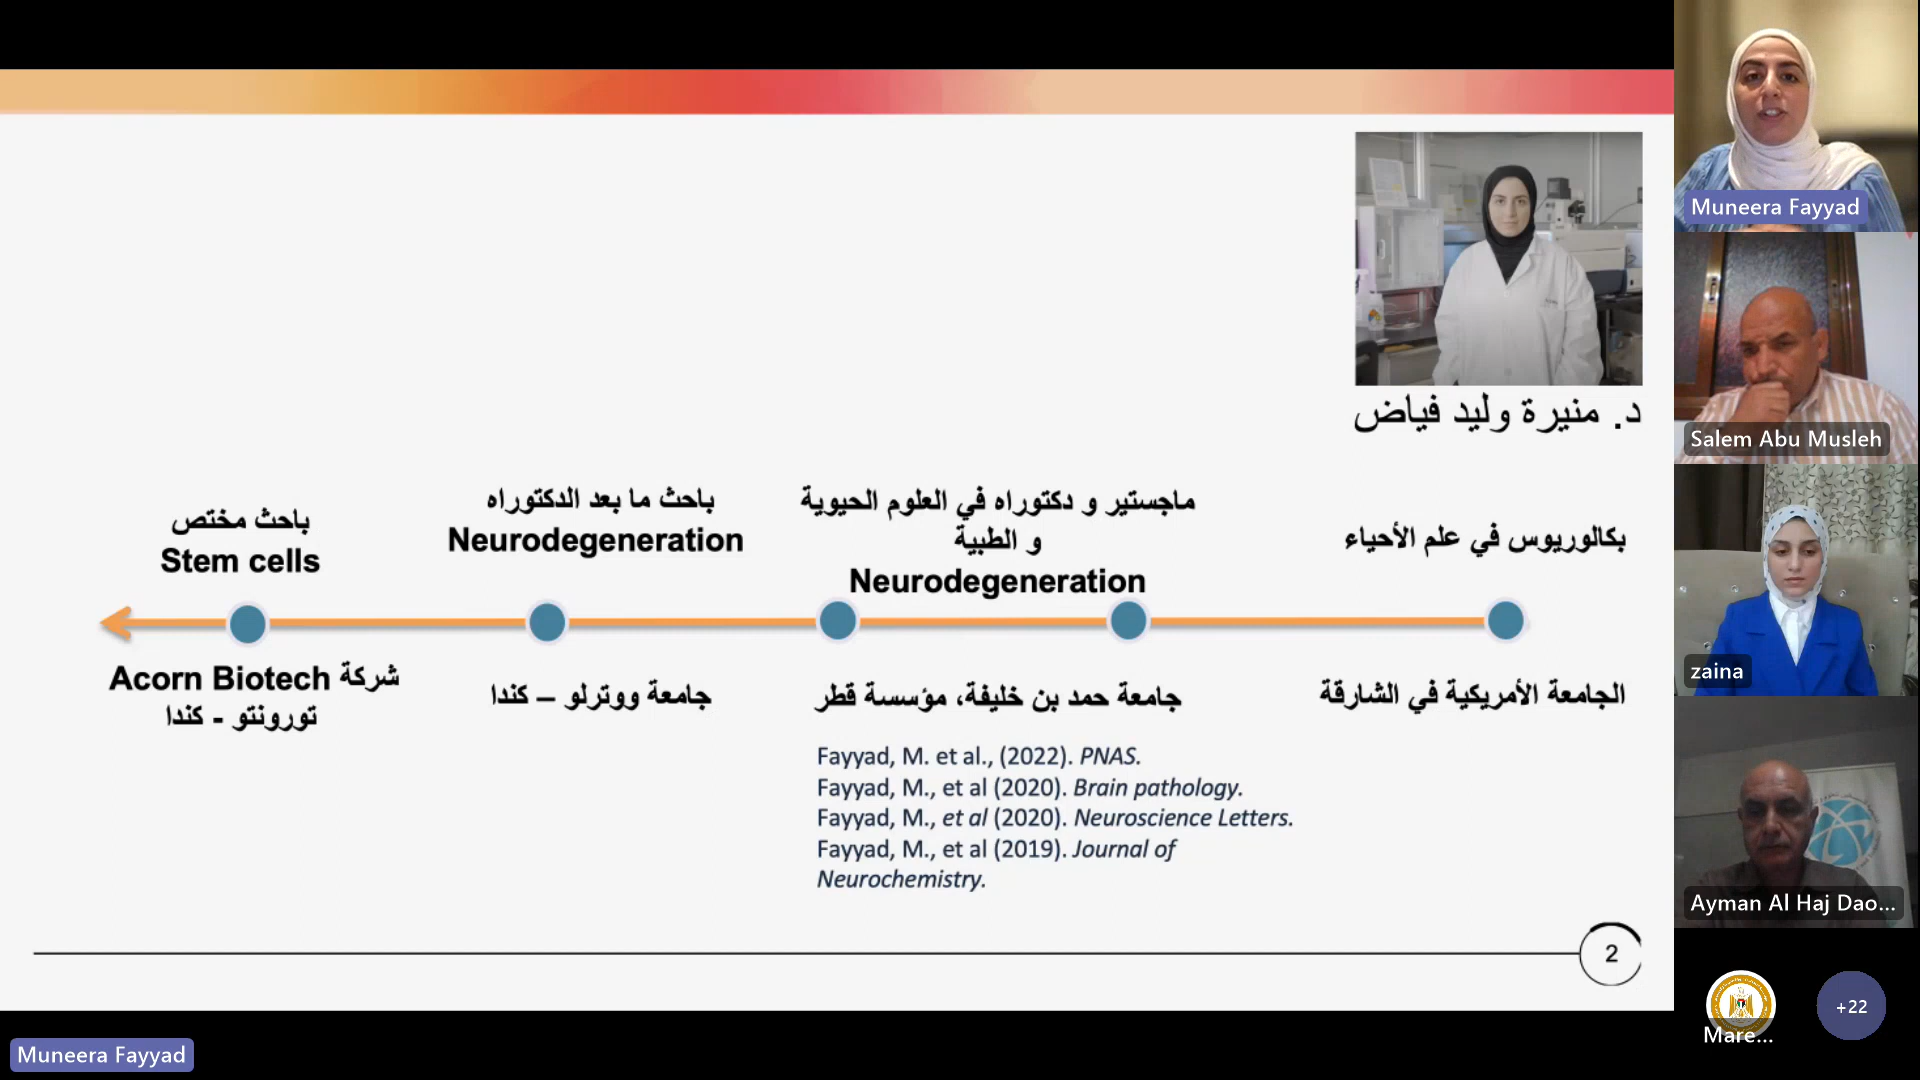 د. منيرة وليد فياض
بكالوريوس في علم الأحياء
الجامعة الأمريكية في الشارقة
ماجستير و دكتوراه في العلوم الحيوية
و الطبية
Neurodegeneration
جامعة حمد بن خليفة، مؤسسة قطر
Fayyad, M. et al., (2022). PNAS.
Fayyad, M., et al (2020). Brain pathology.
Fayyad, M., et al (2020). Neuroscience Letters.
Fayyad, M., et al (2019). Journal of
Neurochemistry.
باحث ما بعد الدكتوراه
Neurodegeneration
جامعة ووترلو – كندا
باحث مختص
Stem cells
شركة Acorn Biotech
تورونتو - كندا
2
Muneera Fayyad
Salem Abu Musleh
zaina
Ayman Al Haj Dao...
Mare...
+22
Muneera Fayyad